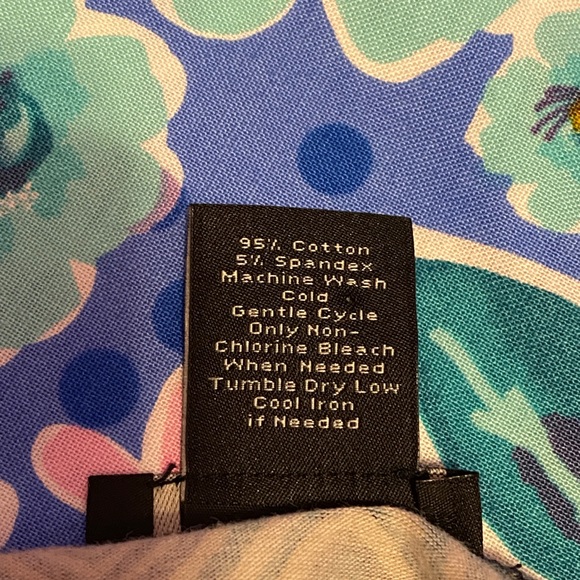 95% Cotton
5% Spandex
Machine Wash
Cold
Gentle Cycle
Only Non-
Chlorine Bleach
When Needed
Tumble Dry Low
Cool Iron
if Needed